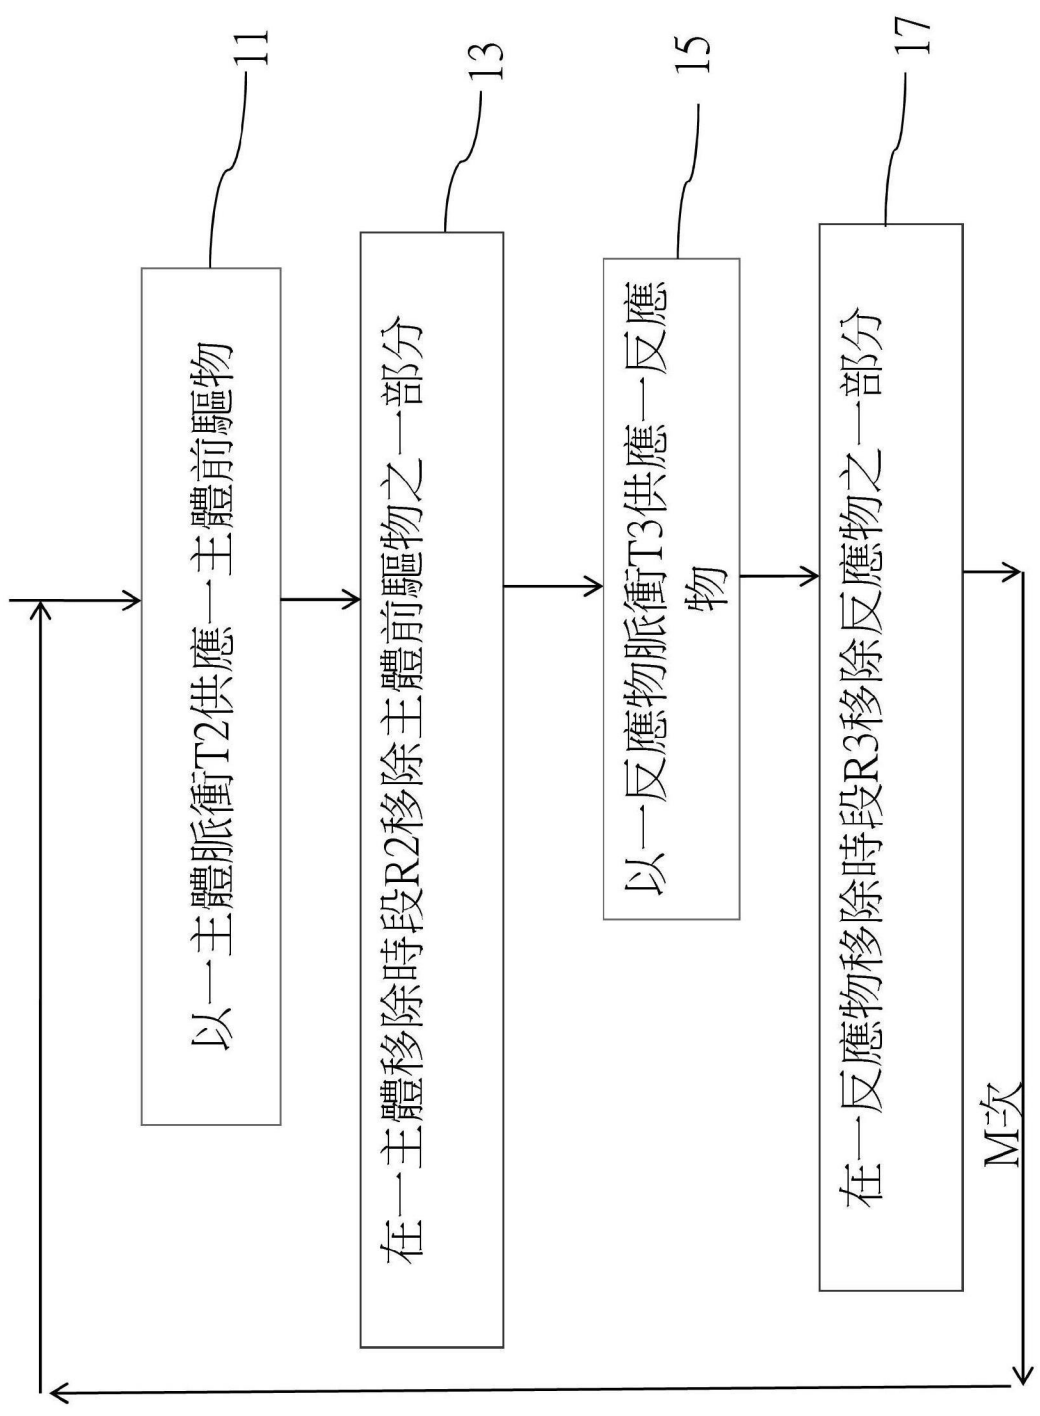 以一主體脈衝T2供應一主體前驅物
11
在一主體移除時段R2移除主體前驅物之一部分
13
以一反應物脈衝T3供應一反應
物
15
在一反應物移除時段R3移除反應物之一部分
17
M次